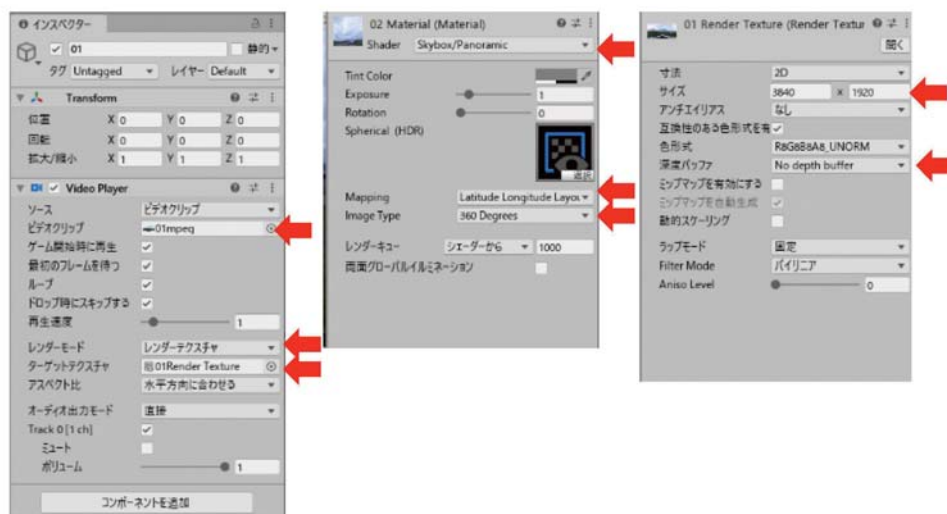 インスペクター
01
静的
タグ Untagged レイヤー Default
Transform
位置 X 0 Y 0 Z 0
回転 X 0 Y 0 Z 0
拡大/縮小 X 1 Y 1 Z 1
Video Player
ソース ビデオクリップ
ビデオクリップ 01mpeg
ゲーム開始時に再生
最初のフレームを待つ
ループ
ドロップ時にスキップする
再生速度 1
レンダーモード レンダーテクスチャ
ターゲットテクスチャ 01Render Texture
アスペクト比 水平方向に合わせる
オーディオ出力モード 直接
Track 0 [1 ch]
ミュート
ボリューム 1
コンポーネントを追加
02 Material (Material)
Shader Skybox/Panoramic
Tint Color
Exposure 1
Rotation 0
Spherical (HDR)
選択
Mapping Latitude Longitude Layou
Image Type 360 Degrees
レンダーキュー シェーダーから 1000
両面グローバルイルミネーション
01 Render Texture (Render Textur
開く
寸法 2D
サイズ 3840 x 1920
アンチエイリアス なし
互換性のある色形式を有
色形式 R8G8B8A8_UNORM
深度バッファ No depth buffer
ミップマップを有効にする
ミップマップを自動生成
動的スケーリング
ラップモード 固定
Filter Mode バイリニア
Aniso Level 0